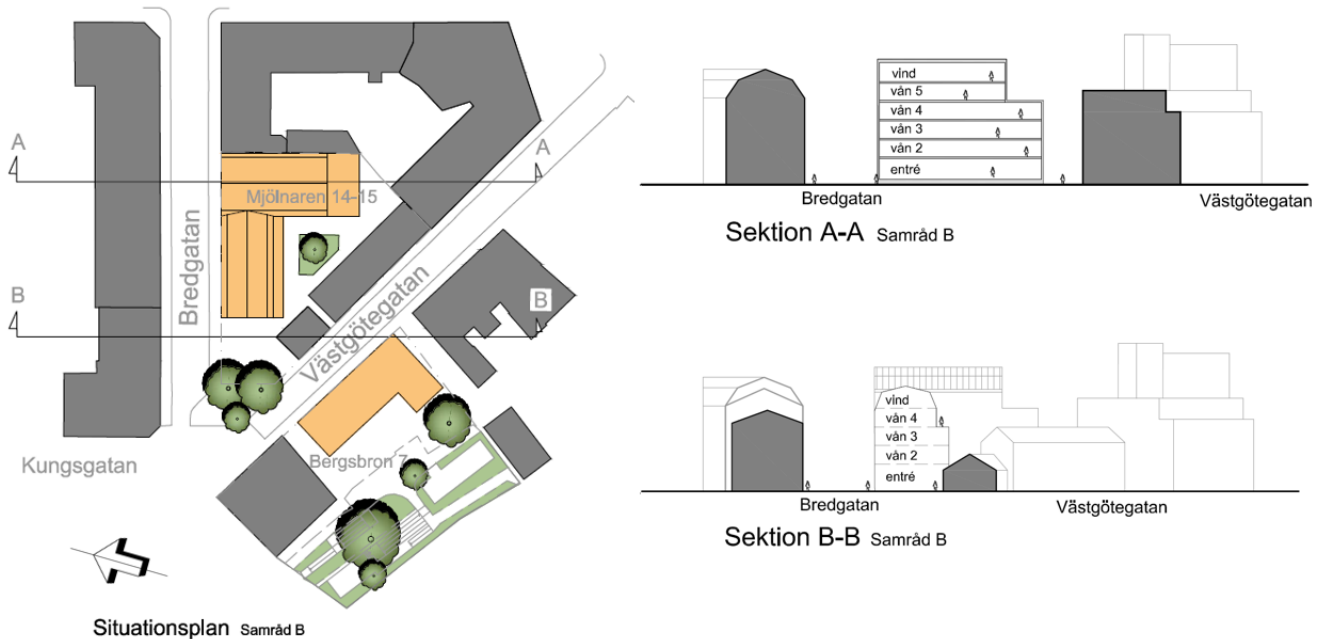 A
A
Mjölnaren 14-15
Bredgatan
B
B
Västgötegatan
Kungsgatan
Bergsbron 7
Situationsplan Samråd B
vind
vån 5
vån 4
vån 3
vån 2
entré
Bredgatan
Västgötegatan
Sektion A-A Samråd B
vind
vån 4
vån 3
vån 2
entré
Bredgatan
Västgötegatan
Sektion B-B Samråd B